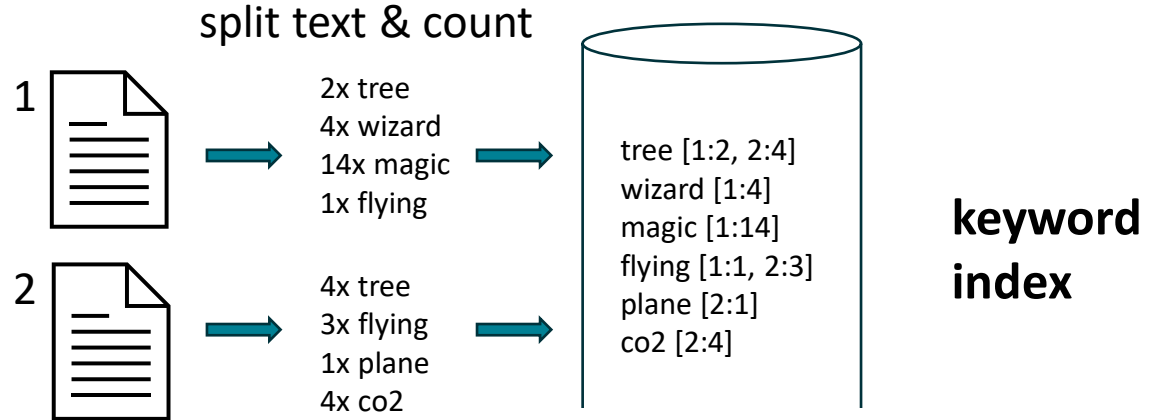 split text & count
1
2x tree
4x wizard
14x magic
1x flying
2
4x tree
3x flying
1x plane
4x co2
tree [1:2, 2:4]
wizard [1:4]
magic [1:14]
flying [1:1, 2:3]
plane [2:1]
co2 [2:4]
keyword
index